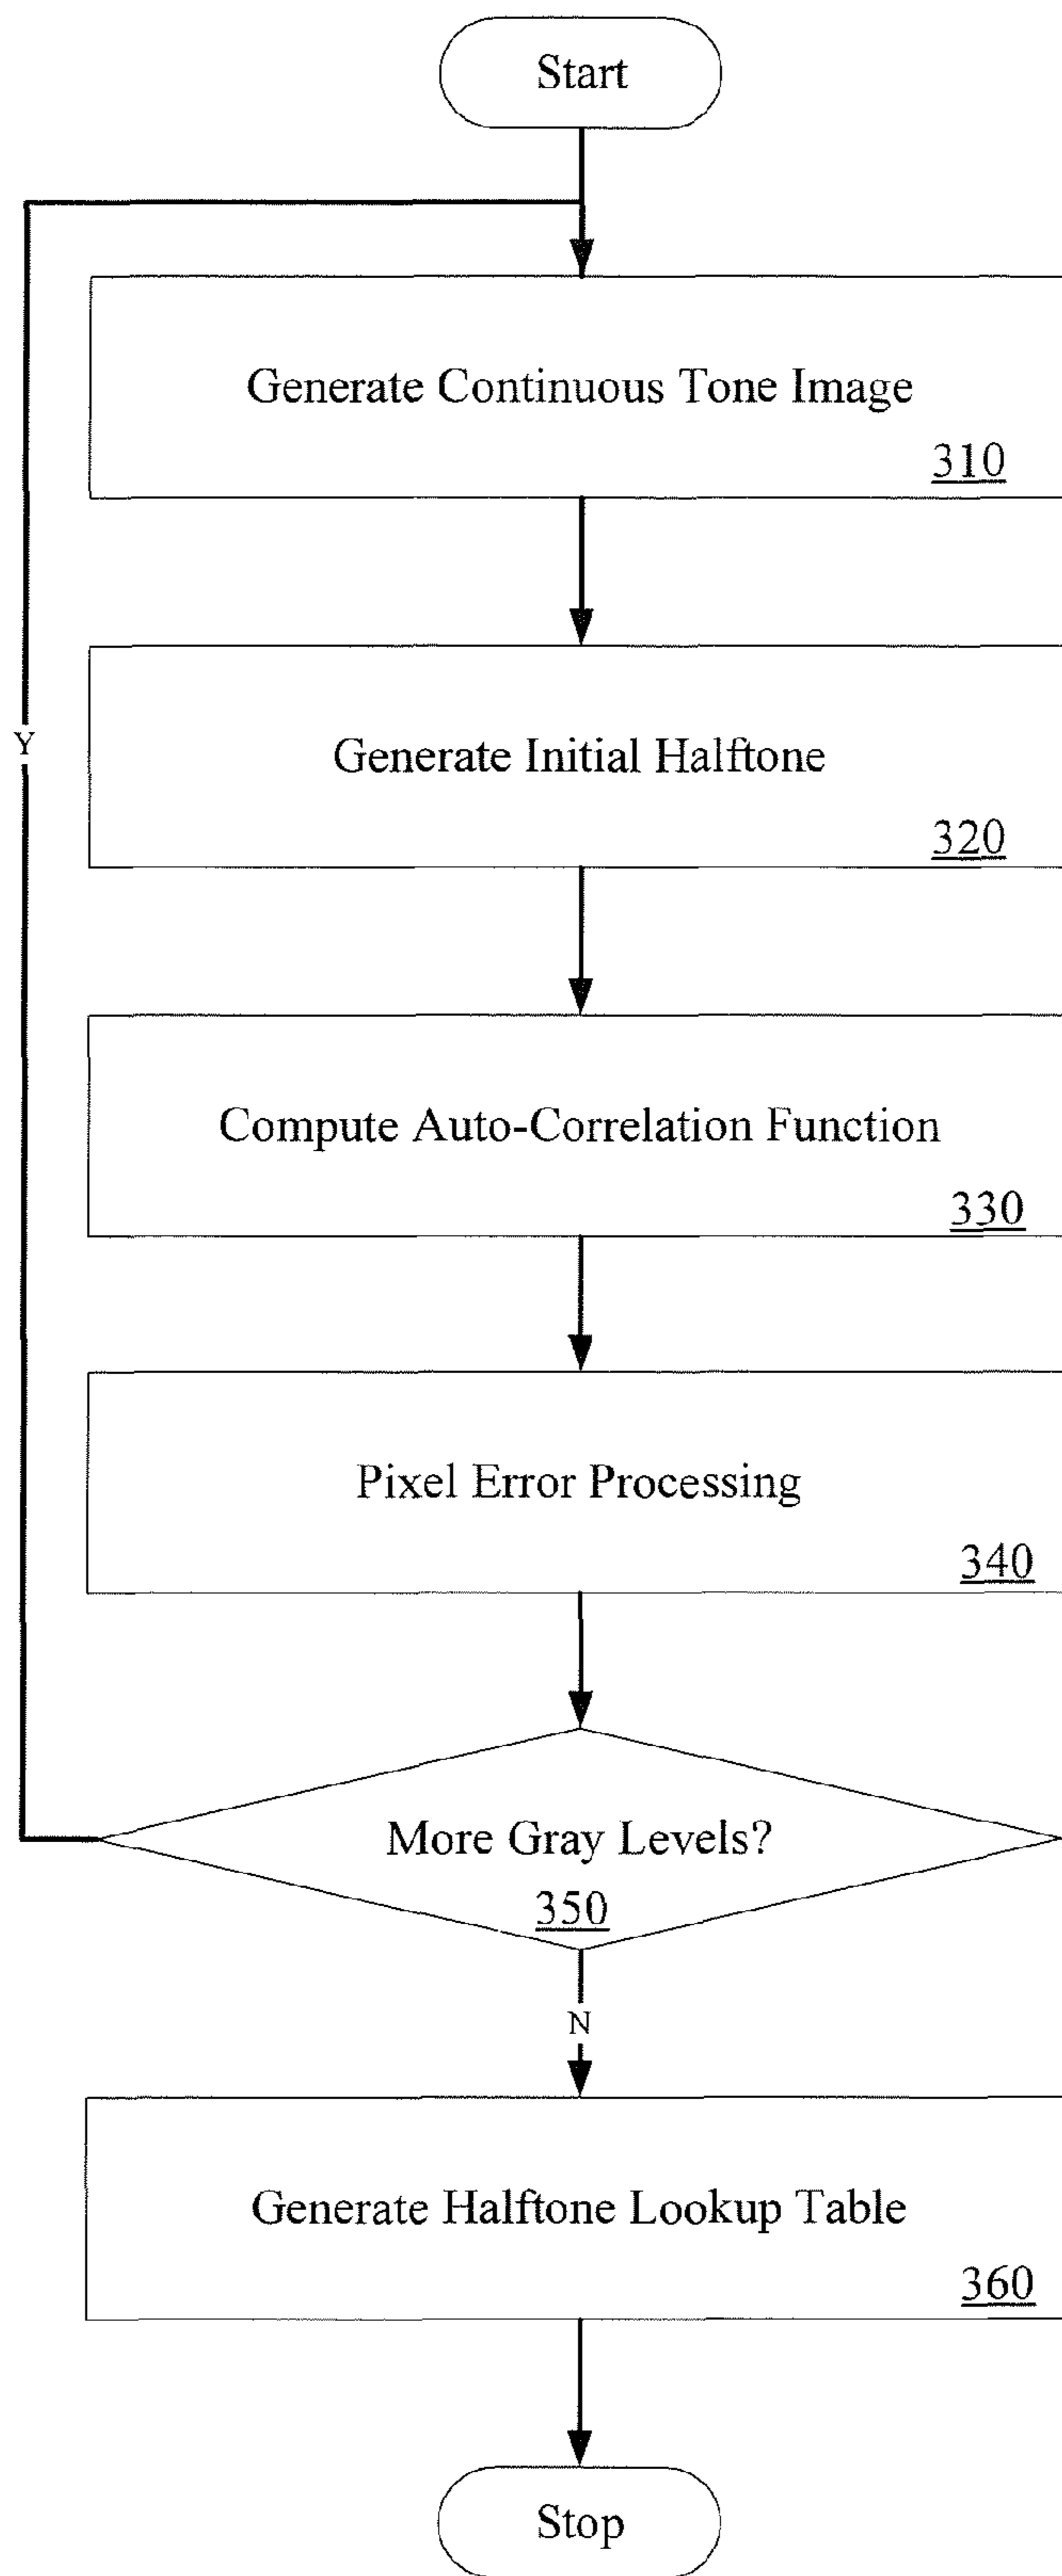 Start
Generate Continuous Tone Image
310
Y
Generate Initial Halftone
320
Compute Auto-Correlation Function
330
Pixel Error Processing
340
More Gray Levels?
350
N
Generate Halftone Lookup Table
360
Stop